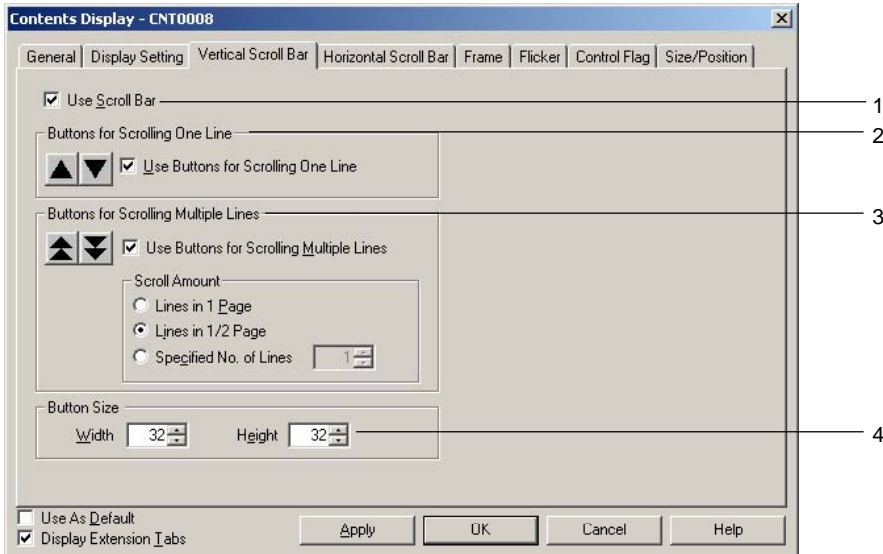 Contents Display - CNT0008
General Display Setting Vertical Scroll Bar Horizontal Scroll Bar Frame Flicker Control Flag Size/Position
Use Scroll Bar 1
Buttons for Scrolling One Line 2
Use Buttons for Scrolling One Line
Buttons for Scrolling Multiple Lines 3
Use Buttons for Scrolling Multiple Lines
Scroll Amount
Lines in 1 Page
Lines in 1/2 Page
Specified No. of Lines 1
Button Size
Width 32 Height 32 4
Use As Default
Display Extension Tabs
Apply OK Cancel Help